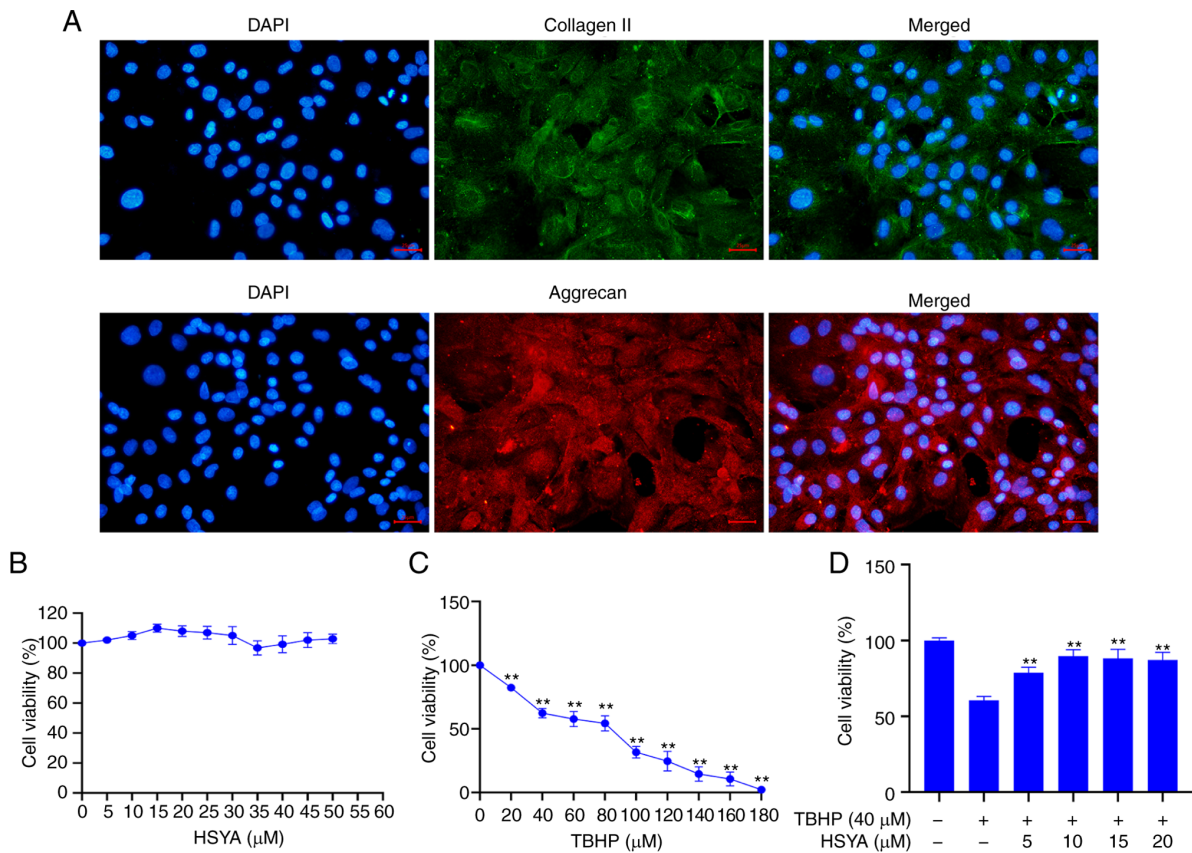 A
DAPI
Collagen II
Merged
DAPI
Aggrecan
Merged
B
Cell viability (%)
120
100
80
60
40
20
0
0 5 10 15 20 25 30 35 40 45 50 55 60
HSYA (μM)
C
Cell viability (%)
150
100
50
0
**
**
**
**
**
**
**
**
**
0 20 40 60 80 100 120 140 160 180
TBHP (μM)
D
Cell viability (%)
150
100
50
0
** ** ** **
TBHP (40 μM) – + + + + +
HSYA (μM) – – 5 10 15 20